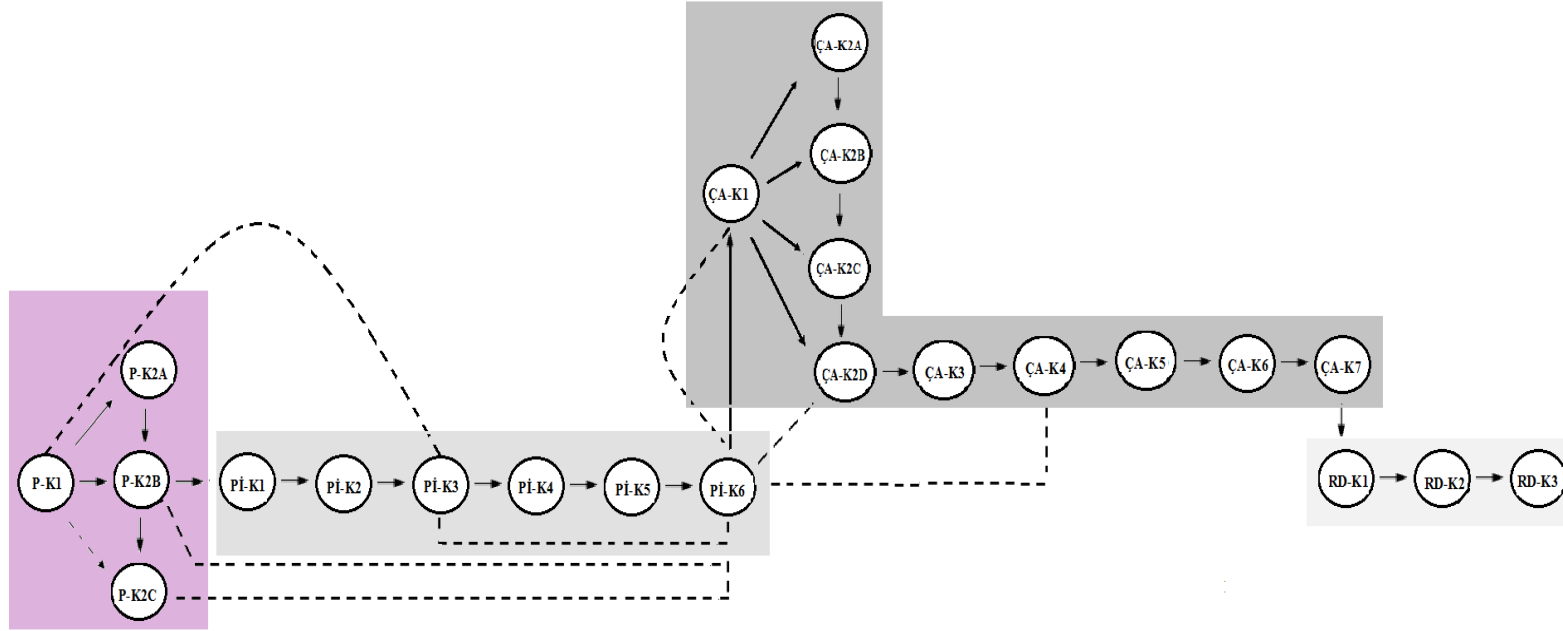 ÇA-K2A
ÇA-K2B
ÇA-K1
ÇA-K2C
ÇA-K2D
ÇA-K3
ÇA-K4
ÇA-K5
ÇA-K6
ÇA-K7
P-K2A
P-K1
P-K2B
P-K2C
Pİ-K1
Pİ-K2
Pİ-K3
Pİ-K4
Pİ-K5
Pİ-K6
RD-K1
RD-K2
RD-K3